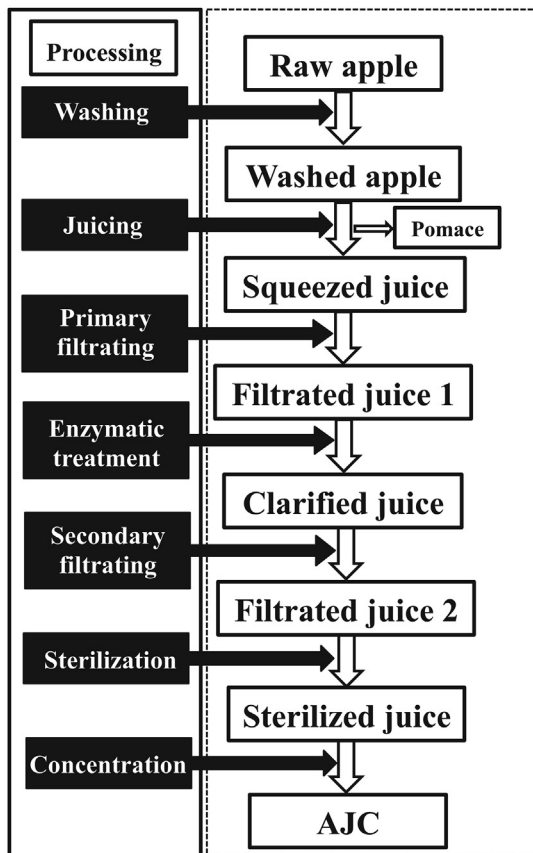 Processing
Raw apple
Washing
Washed apple
Juicing
Pomace
Squeezed juice
Primary
filtrating
Filtrated juice 1
Enzymatic
treatment
Clarified juice
Secondary
filtrating
Filtrated juice 2
Sterilization
Sterilized juice
Concentration
AJC